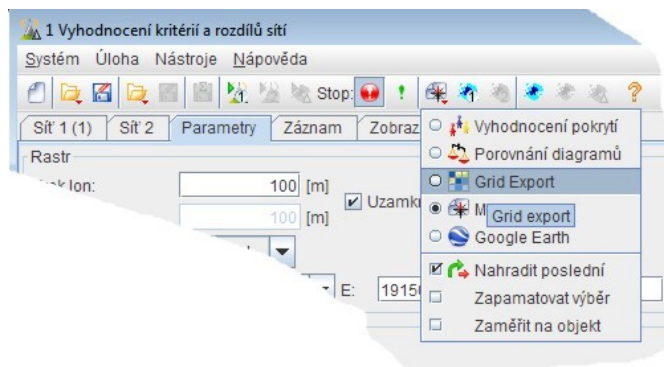 1 Vyhodnocení kritérií a rozdílů sítí
Systém Úloha Nástroje Nápověda
Stop:
Síť 1 (1) Síť 2 Parametry Záznam Zobraz
Rastr
lon: 100 [m]
100 [m]
Uzamk
E: 1915
Vyhodnocení pokrytí
Porovnání diagramů
Grid Export
M
Grid export
Google Earth
Nahradit poslední
Zapamatovat výběr
Zaměřit na objekt